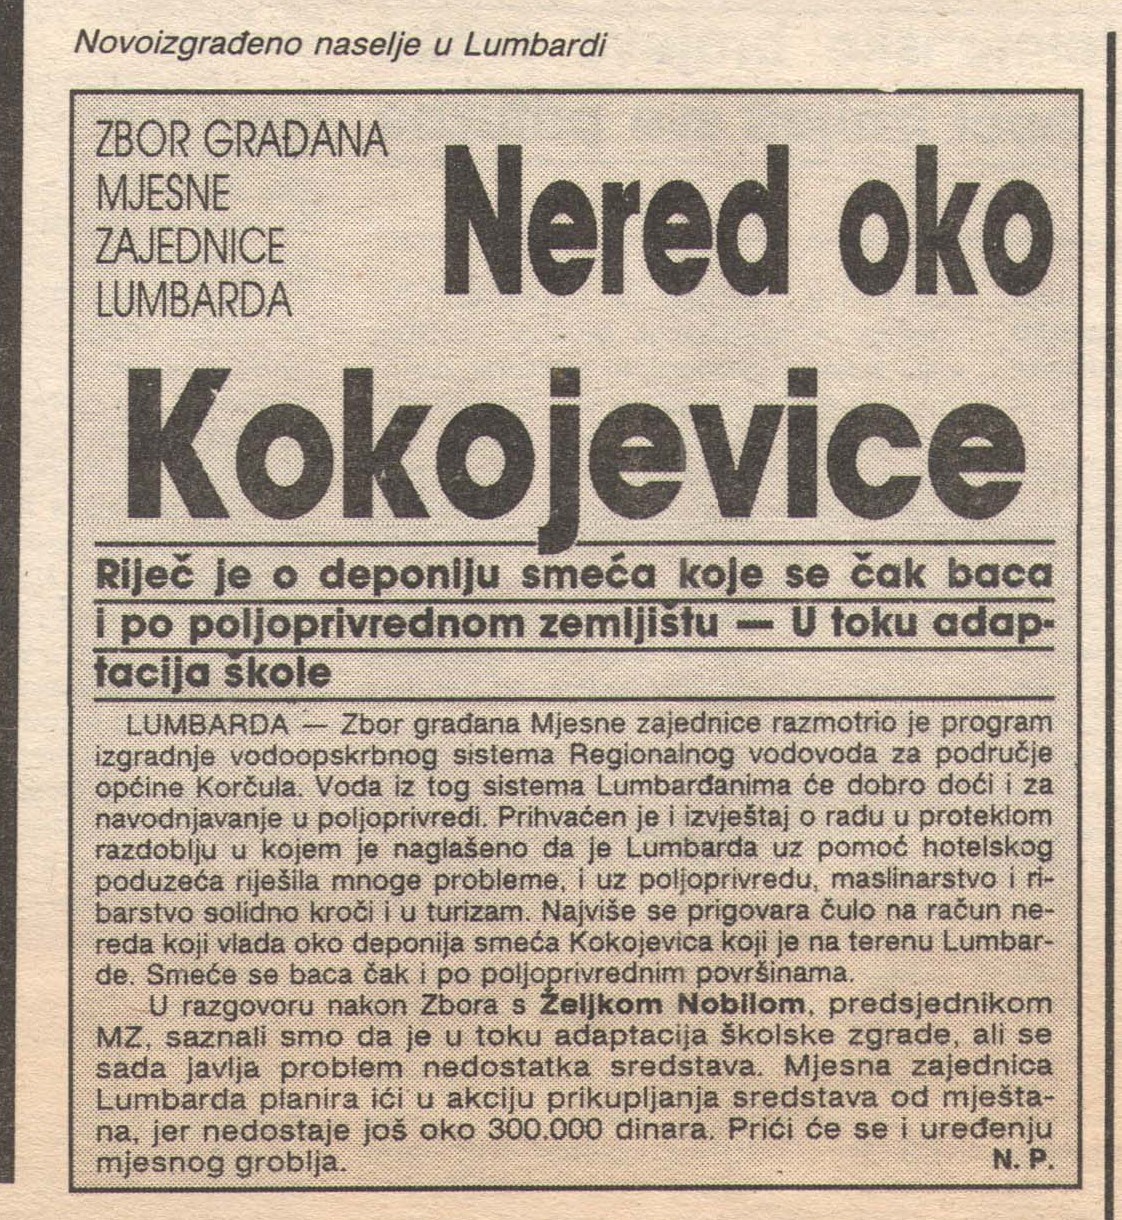 Novoizgrađeno naselje u Lumbardi
ZBOR GRAĐANA
MJESNE
ZAJEDNICE
LUMBARDA
Nered oko
Kokojevice
Riječ je o deponiju smeća koje se čak baca
i po poljoprivrednom zemljištu — U toku adap-
tacija škole
LUMBARDA — Zbor građana Mjesne zajednice razmotrio je program
izgradnje vodoopskrbnog sistema Regionalnog vodovoda za područje
općine Korčula. Voda iz tog sistema Lumbarđanima će dobro doći i za
navodnjavanje u poljoprivredi. Prihvaćen je i izvještaj o radu u proteklom
razdoblju u kojem je naglašeno da je Lumbarda uz pomoć hotelskog
poduzeća riješila mnoge probleme, i uz poljoprivredu, maslinarstvo i ri-
barstvo solidno kroči i u turizam. Najviše se prigovara čulo na račun ne-
reda koji vlada oko deponija smeća Kokojevica koji je na terenu Lumbar-
de. Smeće se baca čak i po poljoprivrednim površinama.
U razgovoru nakon Zbora s Željkom Nobilom, predsjednikom
MZ, saznali smo da je u toku adaptacija školske zgrade, ali se
sada javlja problem nedostatka sredstava. Mjesna zajednica
Lumbarda planira ići u akciju prikupljanja sredstava od mješta-
na, jer nedostaje još oko 300.000 dinara. Prići će se i uređenju
mjesnog groblja.
N. P.